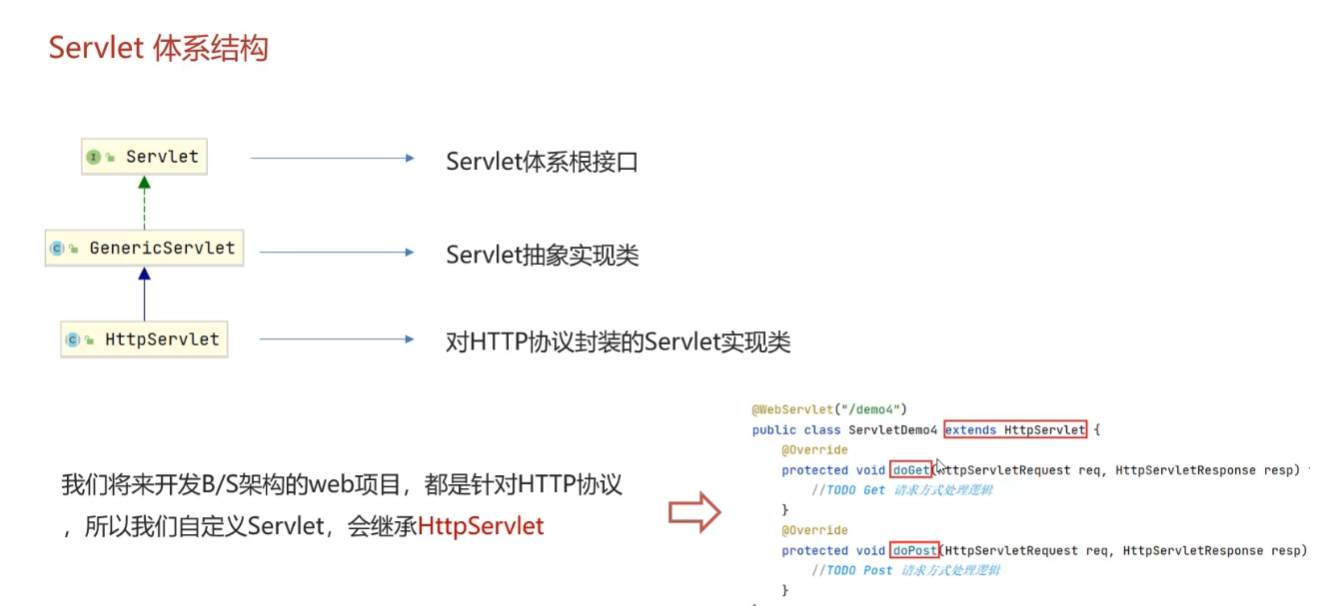 Servlet 体系结构
Servlet
Servlet体系根接口
GenericServlet
Servlet抽象实现类
HttpServlet
对HTTP协议封装的Servlet实现类
我们将来开发B/S架构的web项目，都是针对HTTP协议
，所以我们自定义Servlet，会继承HttpServlet
@WebServlet("/demo4")
public class ServletDemo4 extends HttpServlet {
@Override
protected void doGet(HttpServletRequest req, HttpServletResponse resp)
//TODO Get 请求方式处理逻辑
}
@Override
protected void doPost(HttpServletRequest req, HttpServletResponse resp)
//TODO Post 请求方式处理逻辑
}